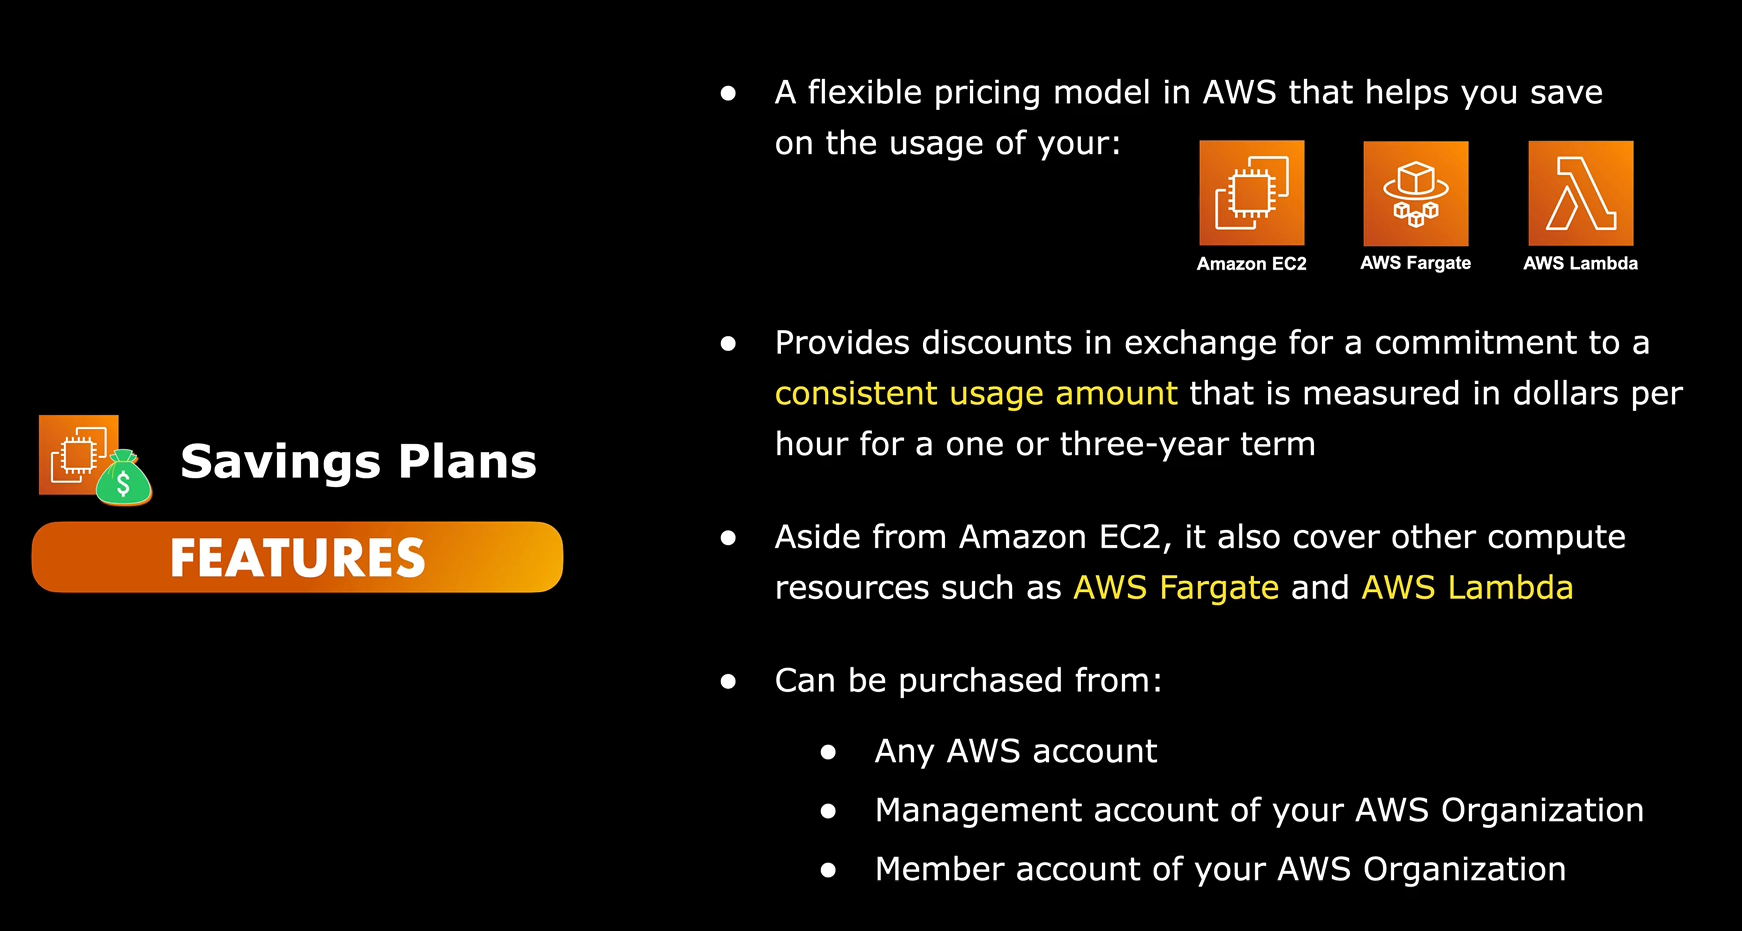 Savings Plans
FEATURES
● A flexible pricing model in AWS that helps you save
on the usage of your:
Amazon EC2
AWS Fargate
AWS Lambda
● Provides discounts in exchange for a commitment to a
consistent usage amount that is measured in dollars per
hour for a one or three-year term
● Aside from Amazon EC2, it also cover other compute
resources such as AWS Fargate and AWS Lambda
● Can be purchased from:
● Any AWS account
● Management account of your AWS Organization
● Member account of your AWS Organization